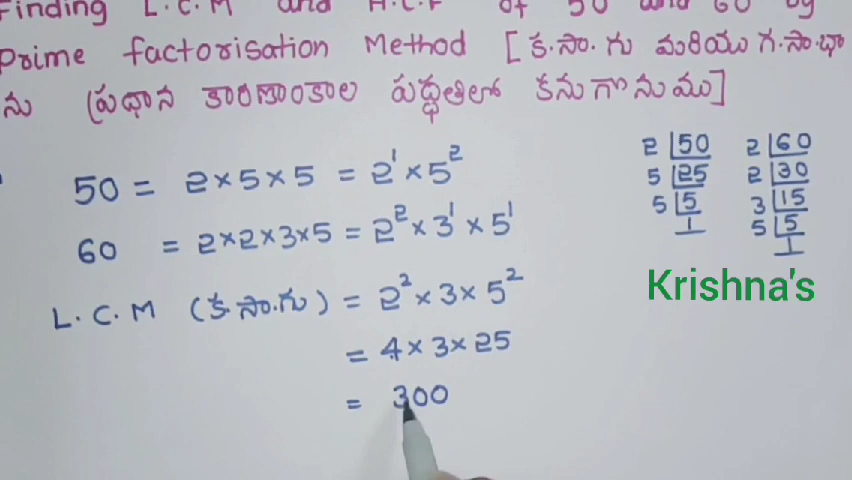 Finding L.C.M and H.C.F of 50 and 60 by
Prime factorisation Method [క.సా.గు మరియు గ.సా.భా
ను ప్రధాన కారణాంకాల పద్ధతిలో కనుగొనుము]
50 = 2×5×5 = 2¹×5²
60 = 2×2×3×5 = 2²×3¹×5¹
L.C.M (క.సా.గు) = 2²×3×5²
= 4×3×25
= 300
2 50
5 25
5 5
1
2 60
2 30
3 15
5 5
1
Krishna's